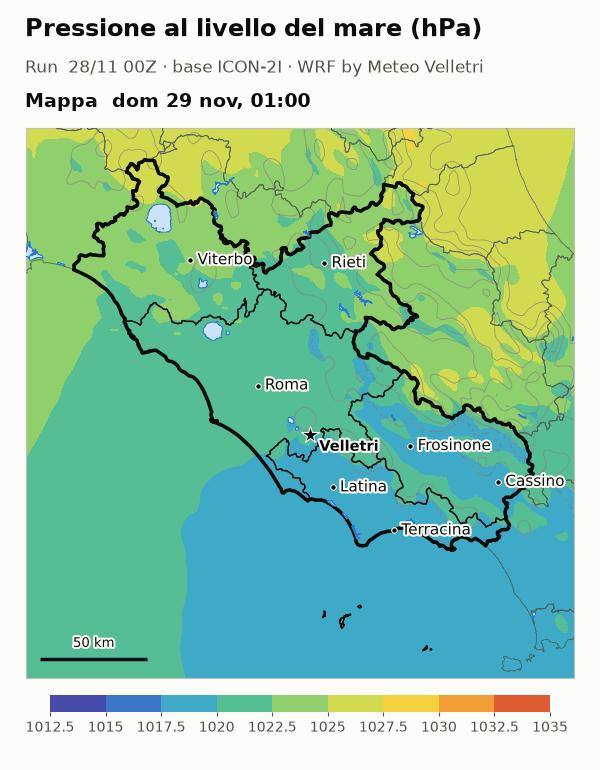 Pressione al livello del mare (hPa)
Run 28/11 00Z · base ICON-2I · WRF by Meteo Velletri
Mappa dom 29 nov, 01:00
Viterbo
Rieti
Roma
Velletri
Frosinone
Cassino
Latina
Terracina
50 km
1012.5 1015 1017.5 1020 1022.5 1025 1027.5 1030 1032.5 1035